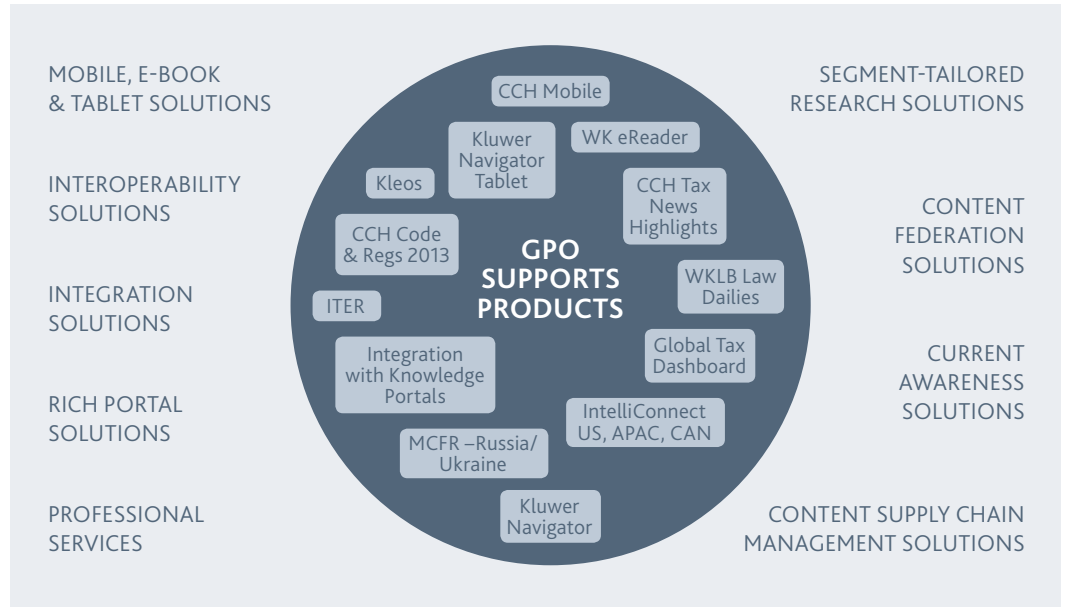 MOBILE, E-BOOK
& TABLET SOLUTIONS
INTEROPERABILITY
SOLUTIONS
INTEGRATION
SOLUTIONS
RICH PORTAL
SOLUTIONS
PROFESSIONAL
SERVICES
CCH Mobile
Kluwer
Navigator
Tablet
WK eReader
Kleos
CCH Tax
News
Highlights
CCH Code
& Regs 2013
GPO
SUPPORTS
PRODUCTS
WKLB Law
Dailies
ITER
Global Tax
Dashboard
Integration
with Knowledge
Portals
IntelliConnect
US, APAC, CAN
MCFR –Russia/
Ukraine
Kluwer
Navigator
SEGMENT-TAILORED
RESEARCH SOLUTIONS
CONTENT
FEDERATION
SOLUTIONS
CURRENT
AWARENESS
SOLUTIONS
CONTENT SUPPLY CHAIN
MANAGEMENT SOLUTIONS